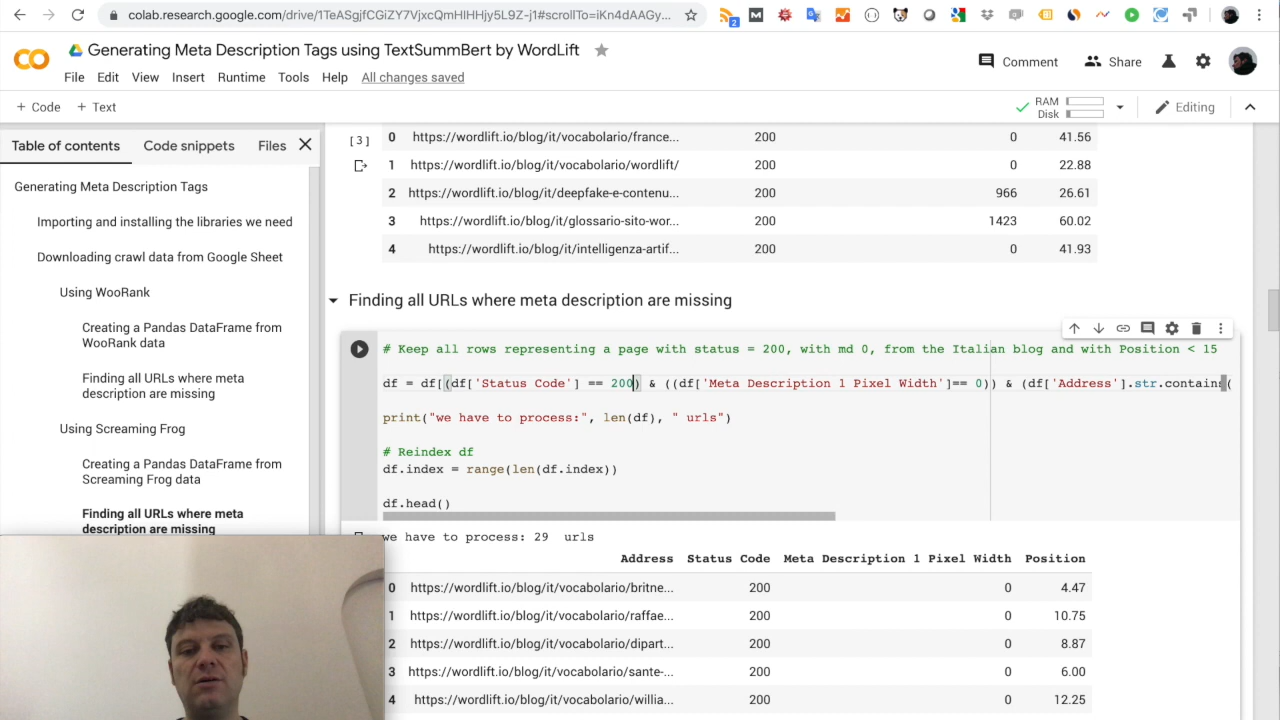 colab.research.google.com/drive/1TeASgjfCGiZY7VjxcQmHIHHjy5L9Z-j1#scrollTo=iKn4dAAGy...
2
Generating Meta Description Tags using TextSummBert by WordLift
File Edit View Insert Runtime Tools Help All changes saved
Comment Share
+ Code + Text
RAM
Disk
Editing
Table of contents Code snippets Files
Generating Meta Description Tags
Importing and installing the libraries we need
Downloading crawl data from Google Sheet
Using WooRank
Creating a Pandas DataFrame from
WooRank data
Finding all URLs where meta
description are missing
Using Screaming Frog
Creating a Pandas DataFrame from
Screaming Frog data
Finding all URLs where meta
description are missing
[3]
0 https://wordlift.io/blog/it/vocabolario/france... 200 0 41.56
1 https://wordlift.io/blog/it/vocabolario/wordlift/ 200 0 22.88
2 https://wordlift.io/blog/it/deepfake-e-contenu... 200 966 26.61
3 https://wordlift.io/blog/it/glossario-sito-wor... 200 1423 60.02
4 https://wordlift.io/blog/it/intelligenza-artif... 200 0 41.93
Finding all URLs where meta description are missing
# Keep all rows representing a page with status = 200, with md 0, from the Italian blog and with Position < 15
df = df[(df['Status Code'] == 200) & ((df['Meta Description 1 Pixel Width']== 0)) & (df['Address'].str.contains(
print("we have to process:", len(df), " urls")
# Reindex df
df.index = range(len(df.index))
df.head()
we have to process: 29 urls
Address Status Code Meta Description 1 Pixel Width Position
0 https://wordlift.io/blog/it/vocabolario/britne... 200 0 4.47
1 https://wordlift.io/blog/it/vocabolario/raffae... 200 0 10.75
2 https://wordlift.io/blog/it/vocabolario/dipart... 200 0 8.87
3 https://wordlift.io/blog/it/vocabolario/sante-... 200 0 6.00
4 https://wordlift.io/blog/it/vocabolario/willia... 200 0 12.25